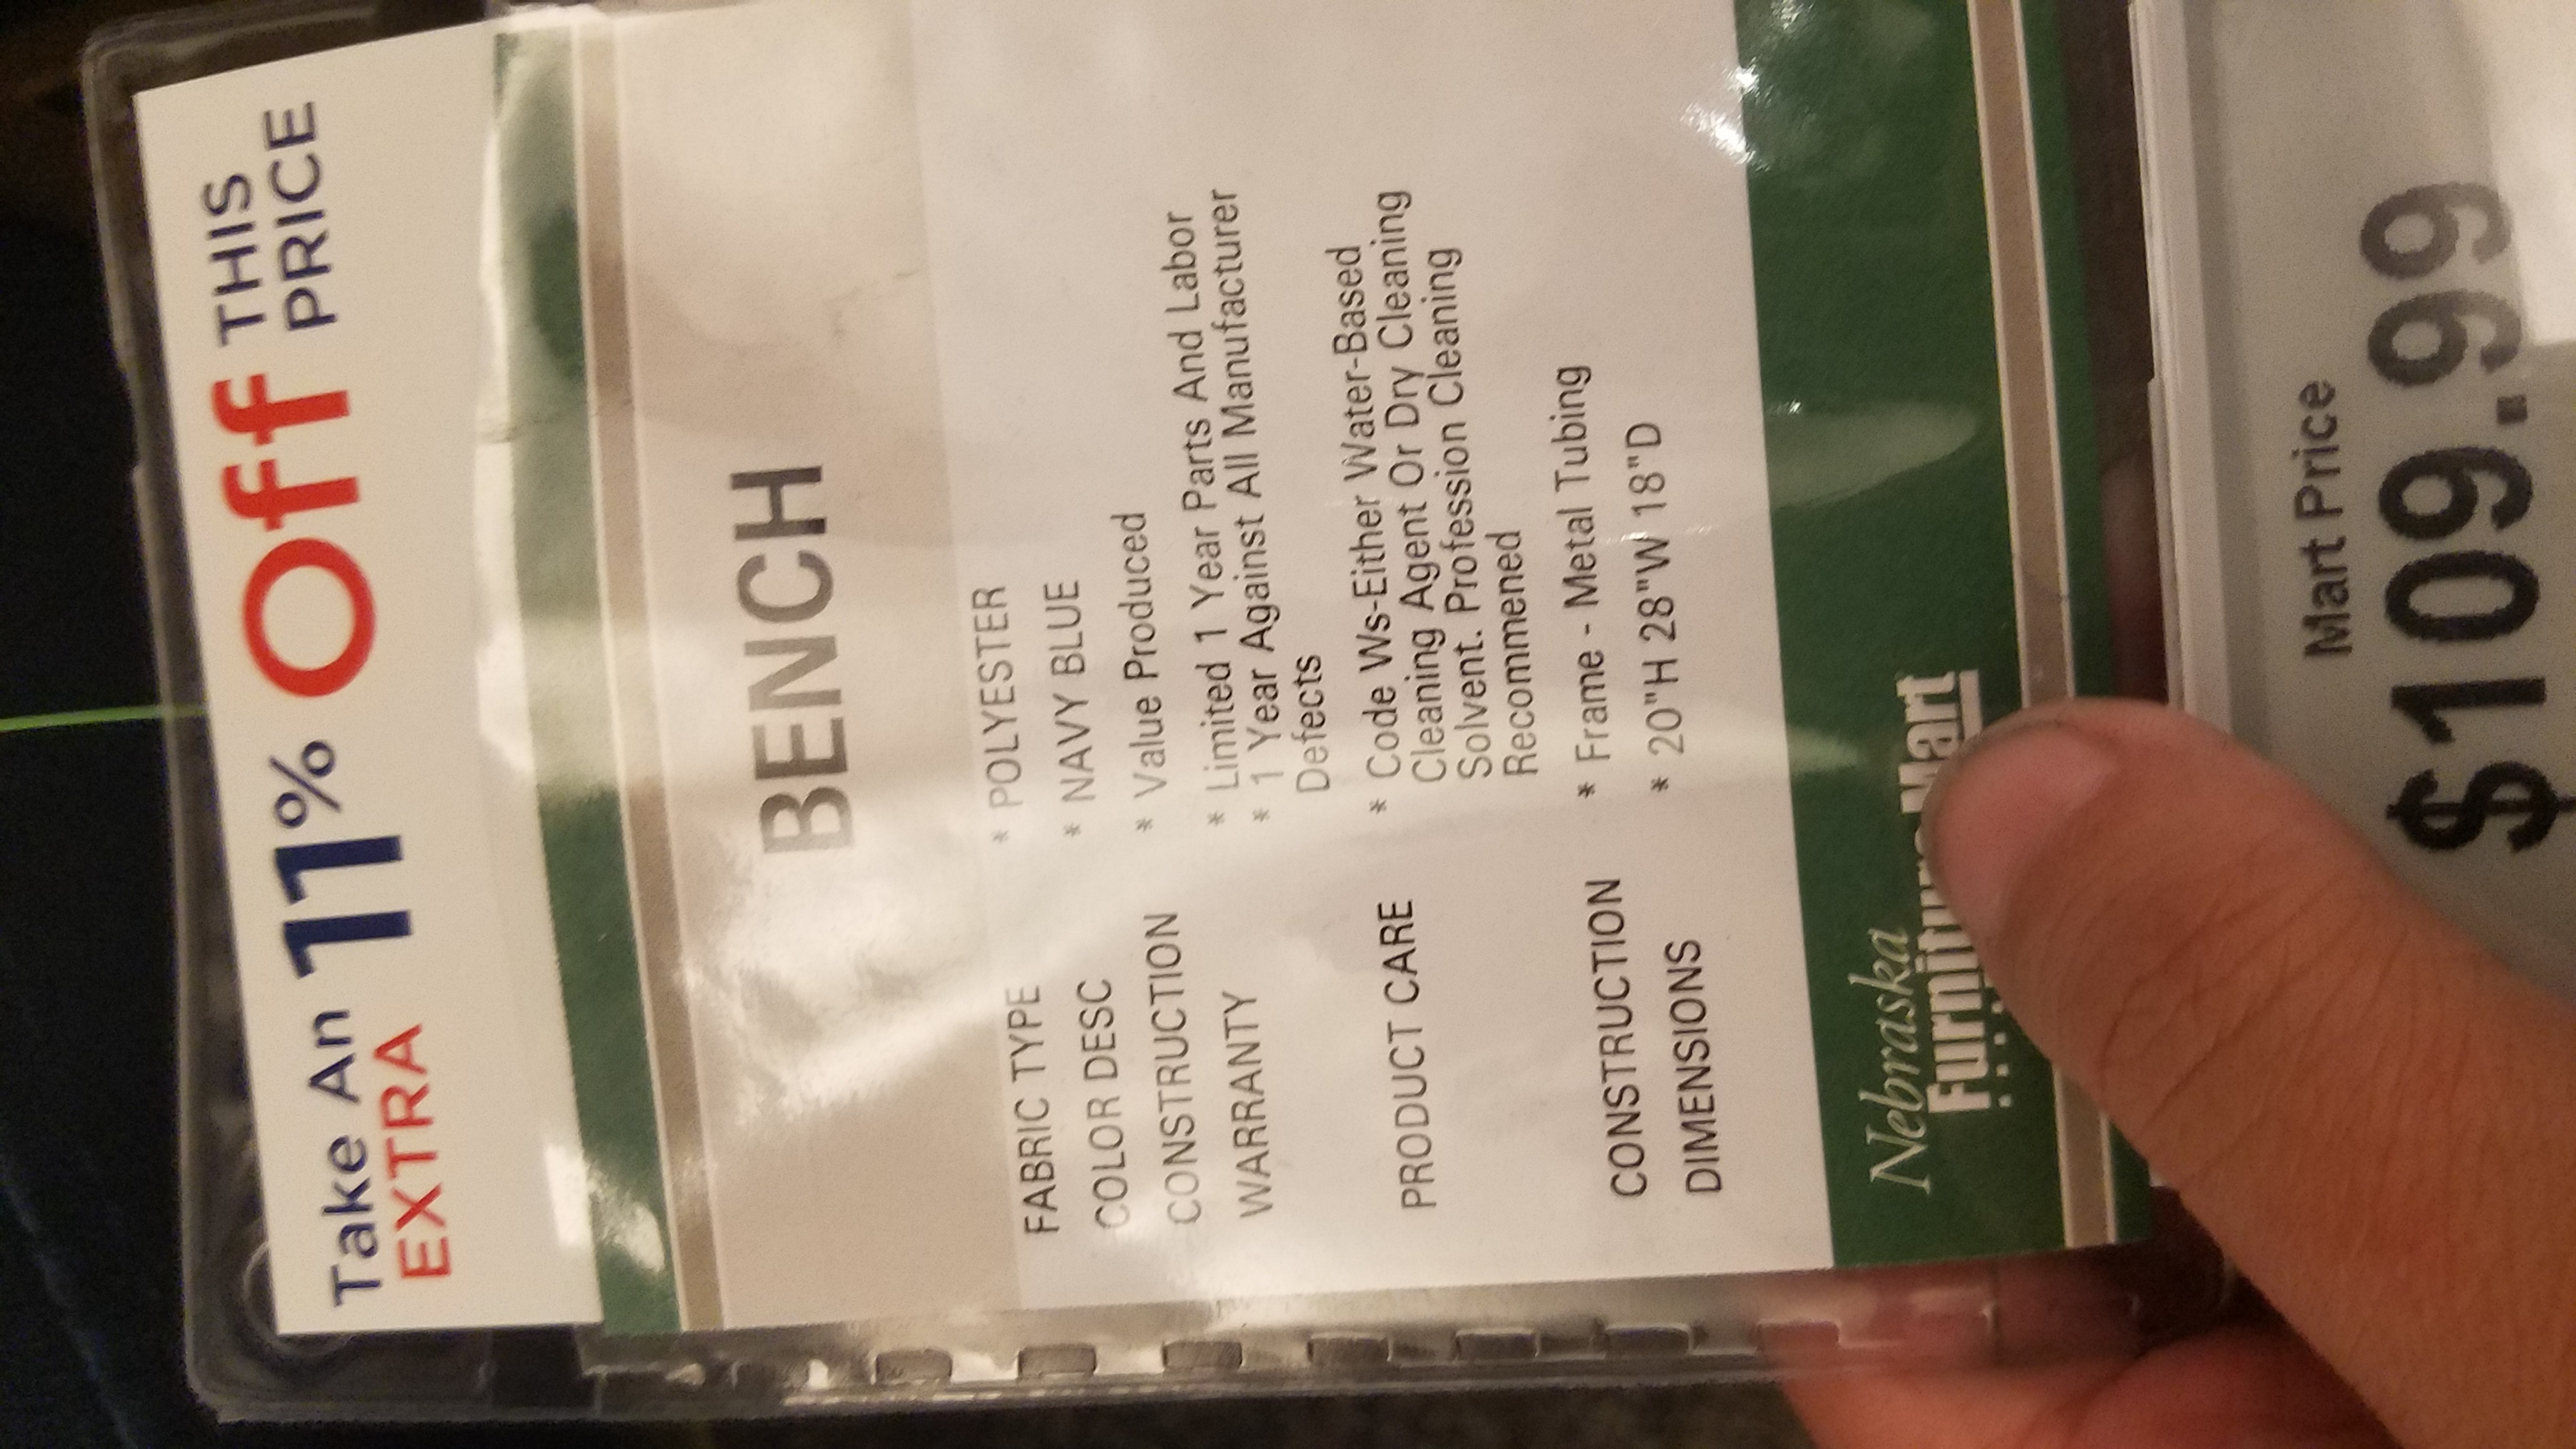 Take An 11% Off THIS
EXTRA PRICE
BENCH
FABRIC TYPE * POLYESTER
COLOR DESC * NAVY BLUE
CONSTRUCTION * Value Produced
WARRANTY * Limited 1 Year Parts And Labor
* 1 Year Against All Manufacturer
Defects
PRODUCT CARE * Code Ws-Either Water-Based
Cleaning Agent Or Dry Cleaning
Solvent. Profession Cleaning
Recommened
CONSTRUCTION * Frame - Metal Tubing
DIMENSIONS * 20"H 28"W 18"D
Nebraska
Furniture Mart
Mart Price
$109.99